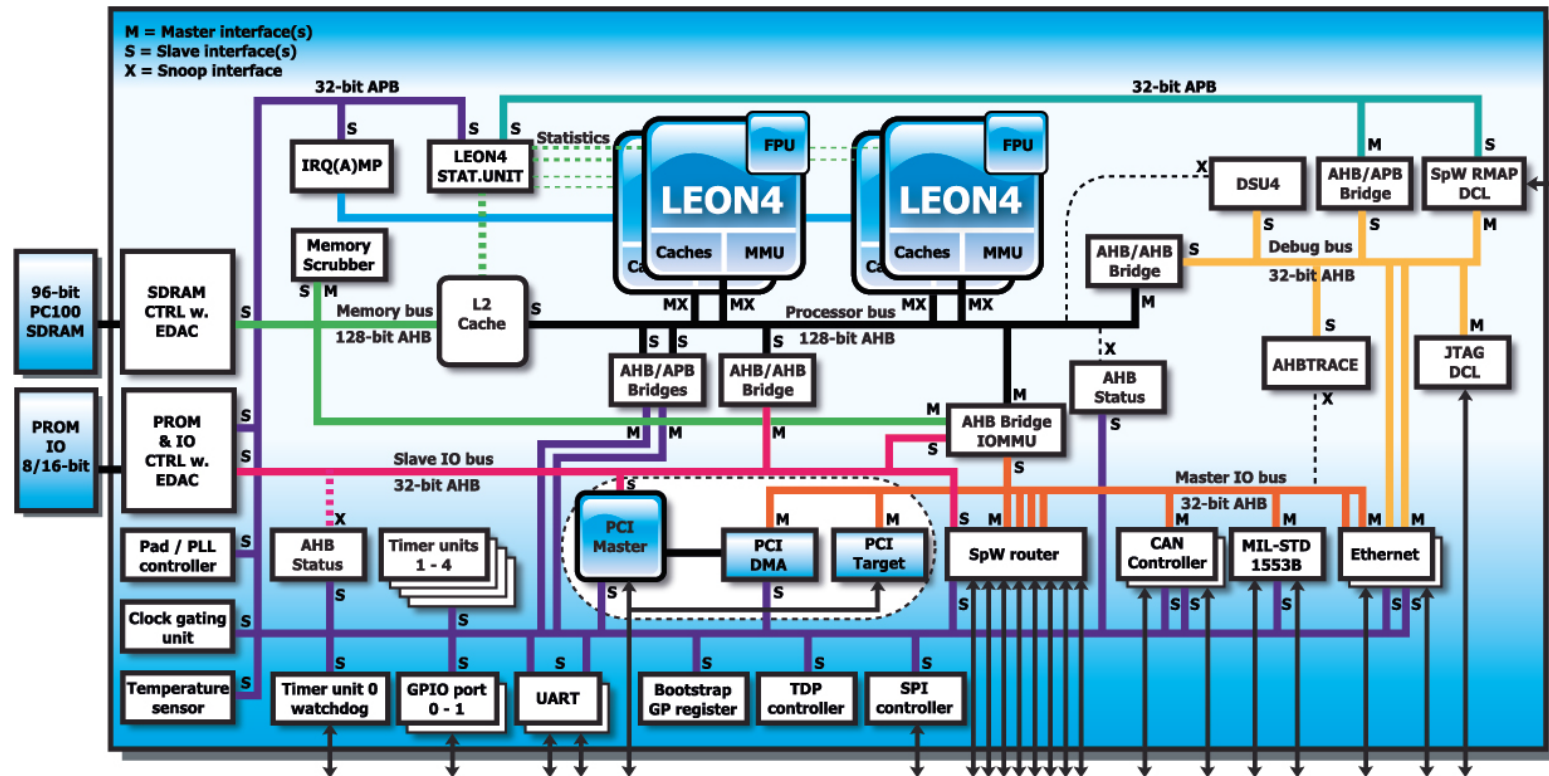 M = Master interface(s)
S = Slave interface(s)
X = Snoop interface
32-bit APB
32-bit APB
S
S
S
Statistics
M
S
IRQ(A)MP
LEON4
STAT.UNIT
FPU
LEON4
Caches
MMU
Ca
FPU
LEON4
Caches
MMU
Ca
X
DSU4
AHB/APB
Bridge
SpW RMAP
DCL
S
S
M
Debug bus
32-bit AHB
AHB/AHB
Bridge
S
M
Memory
Scrubber
S
M
96-bit
PC100
SDRAM
SDRAM
CTRL w.
EDAC
S
Memory bus
128-bit AHB
L2
Cache
S
MX
MX
Processor bus
128-bit AHB
MX
MX
S
S
S
AHB/APB
Bridges
AHB/AHB
Bridge
M
M
M
X
AHB
Status
S
S
AHBTRACE
X
M
JTAG
DCL
M
M
AHB Bridge
IOMMU
S
S
PROM
IO
8/16-bit
PROM
& IO
CTRL w.
EDAC
S
S
Slave IO bus
32-bit AHB
Master IO bus
32-bit AHB
S
PCI
Master
M
PCI
DMA
S
M
PCI
Target
S
M
SpW router
S
M
CAN
Controller
S
S
M
MIL-STD
1553B
S
M
M
Ethernet
S
S
Pad / PLL
controller
S
X
AHB
Status
S
Timer units
1 - 4
S
Clock gating
unit
S
Temperature
sensor
S
S
Timer unit 0
watchdog
S
GPIO port
0 - 1
S
UART
S
Bootstrap
GP register
S
TDP
controller
S
SPI
controller